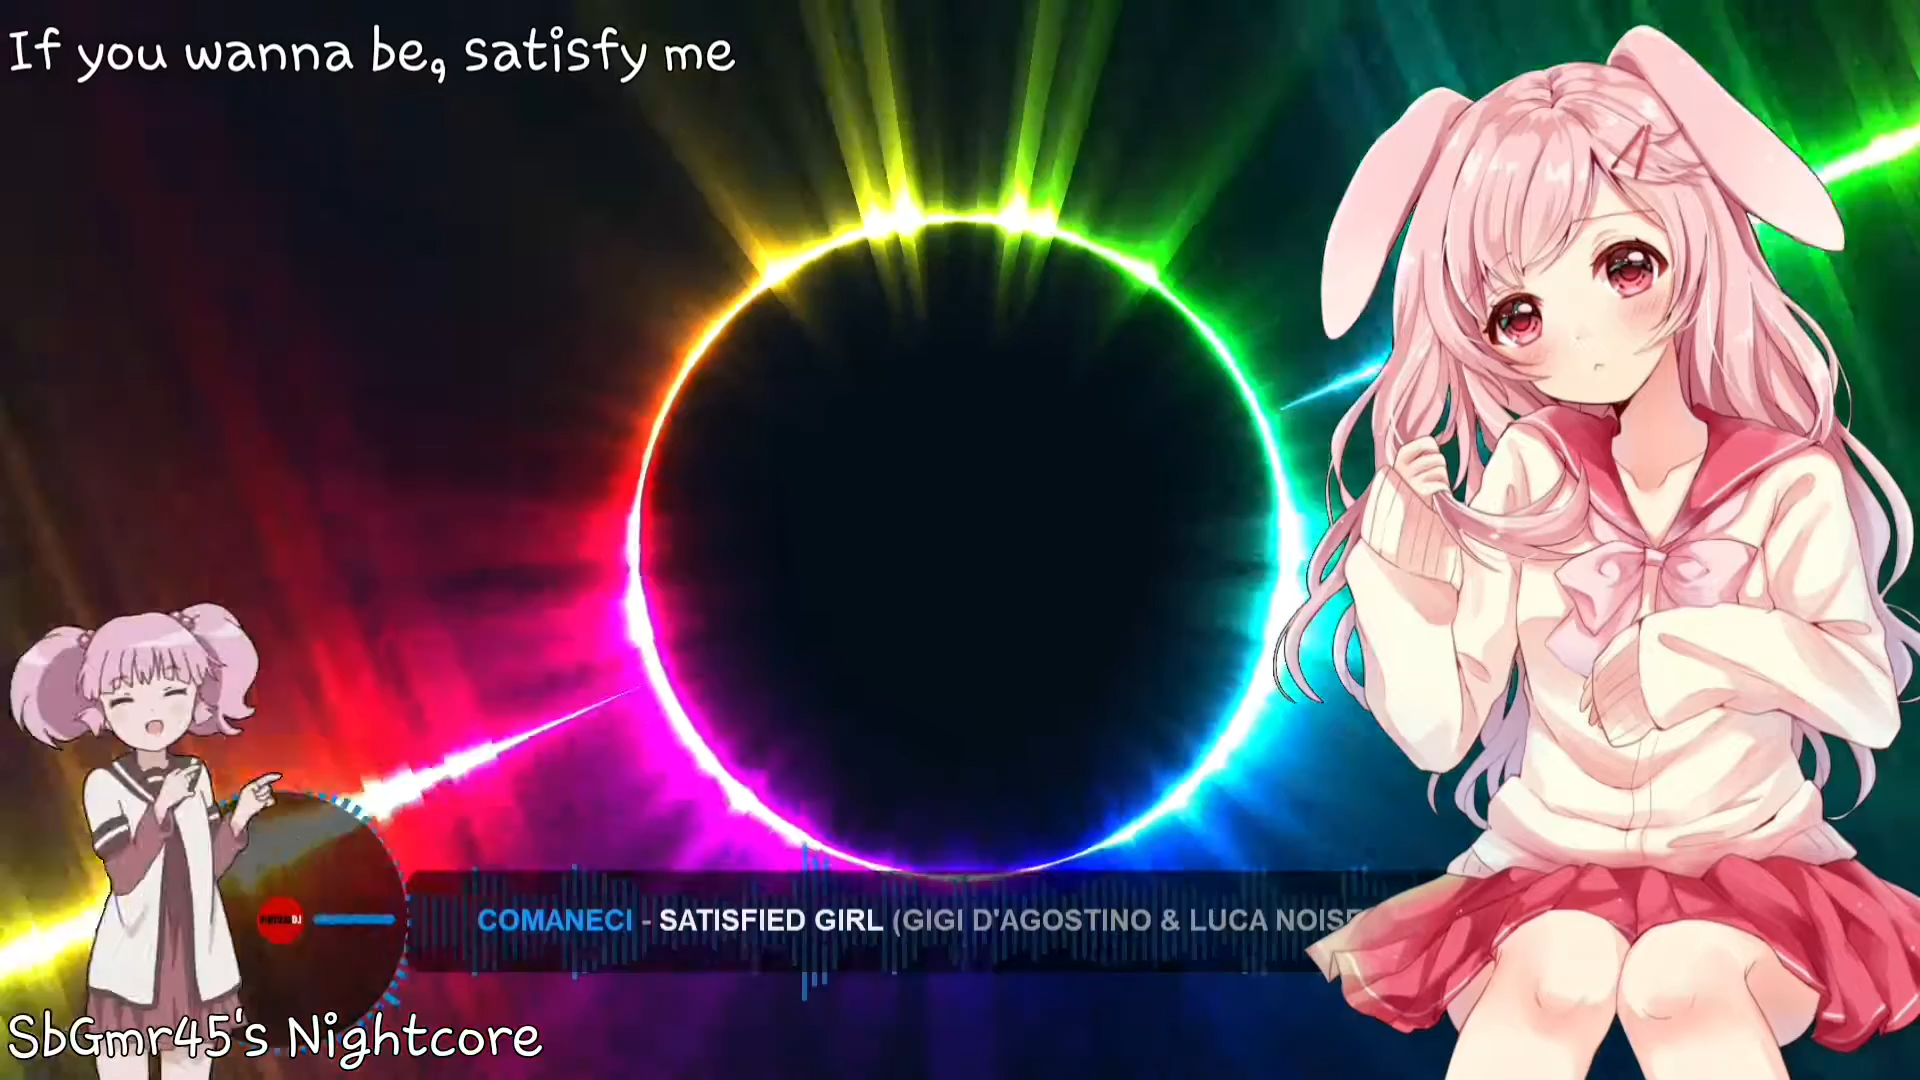 If you wanna be, satisfy me
COMANECI - SATISFIED GIRL (GIGI D'AGOSTINO & LUCA NOISE
SbGmr45's Nightcore